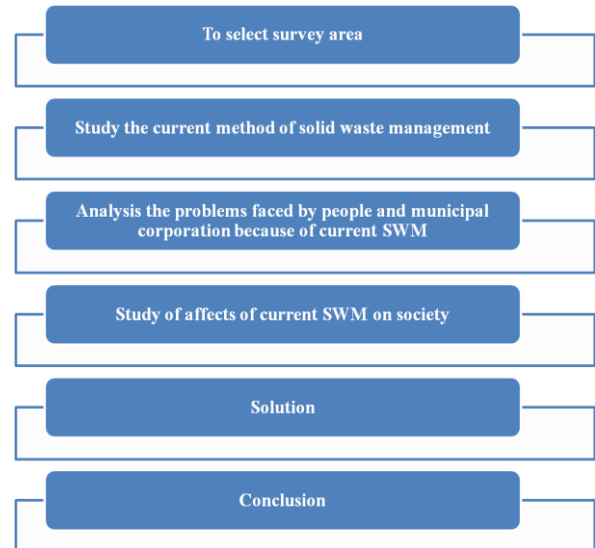 To select survey area
Study the current method of solid waste management
Analysis the problems faced by people and municipal
corporation because of current SWM
Study of affects of current SWM on society
Solution
Conclusion